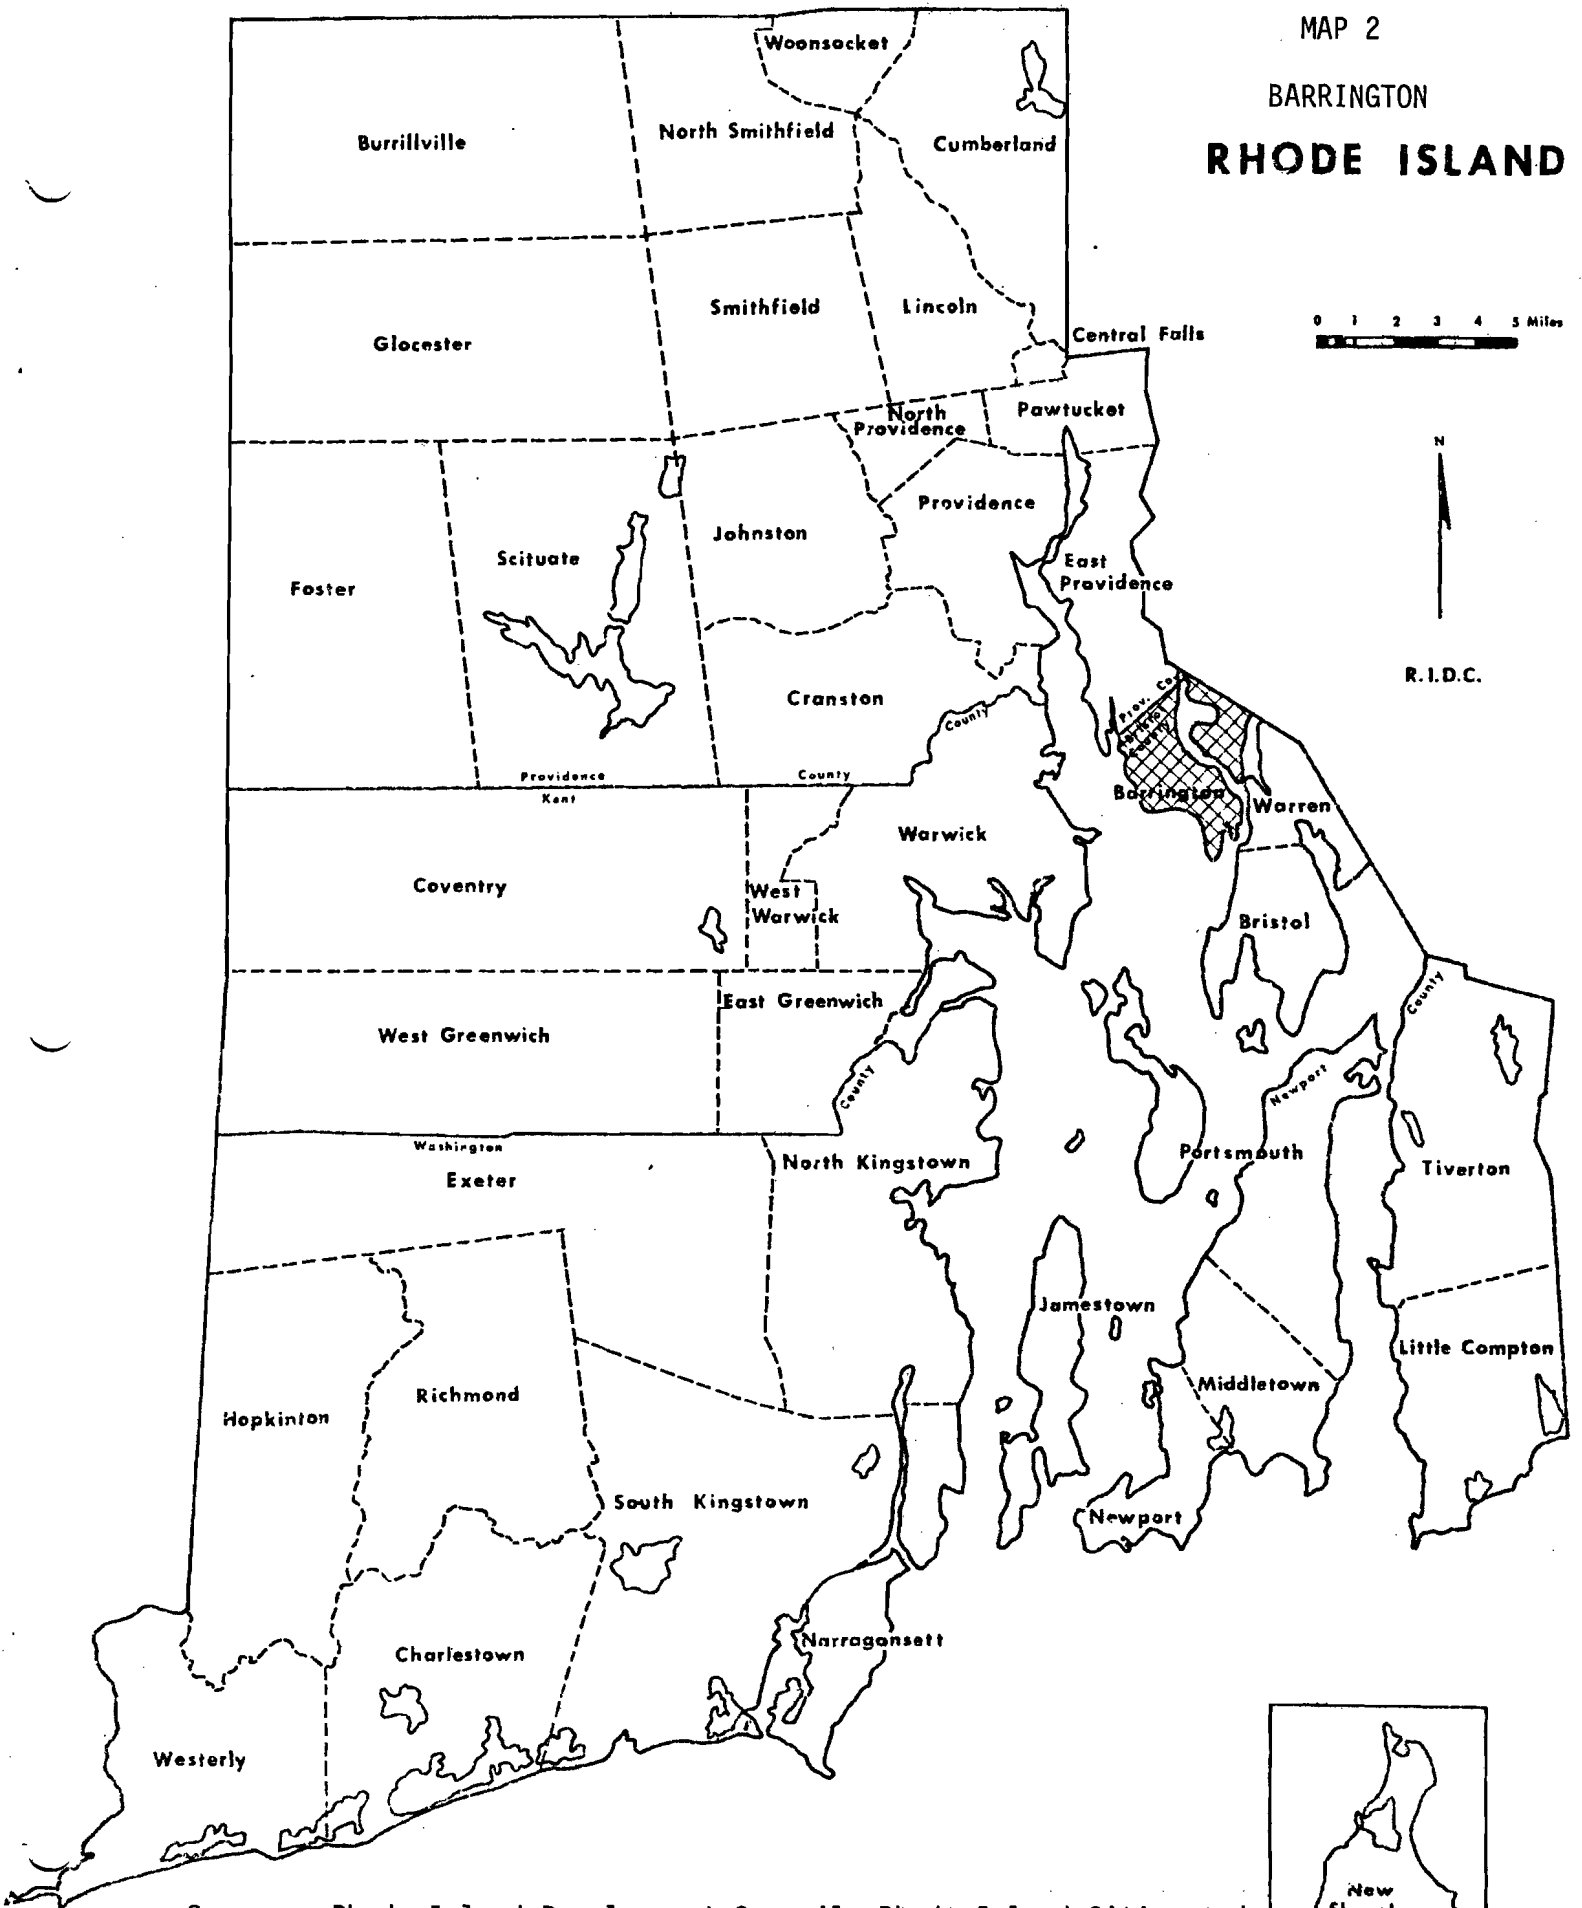 MAP 2
BARRINGTON
RHODE ISLAND
Woonsocket
Burrillville
North Smithfield
Cumberland
Glocester
Smithfield
Lincoln
Central Falls
0 1 2 3 4 5 Miles
North
Providence
Pawtucket
N
Foster
Scituate
Johnston
Providence
East
Providence
R.I.D.C.
Cranston
County
Prov. Co.
Bristol
County
Providence
County
Kent
Barrington
Warren
Warwick
Coventry
West
Warwick
Bristol
West Greenwich
East Greenwich
County
County
Newport
Washington
Exeter
North Kingstown
Portsmouth
Tiverton
Jamestown
Little Compton
Middletown
Hopkinton
Richmond
South Kingstown
Newport
Charlestown
Narragansett
Westerly
New